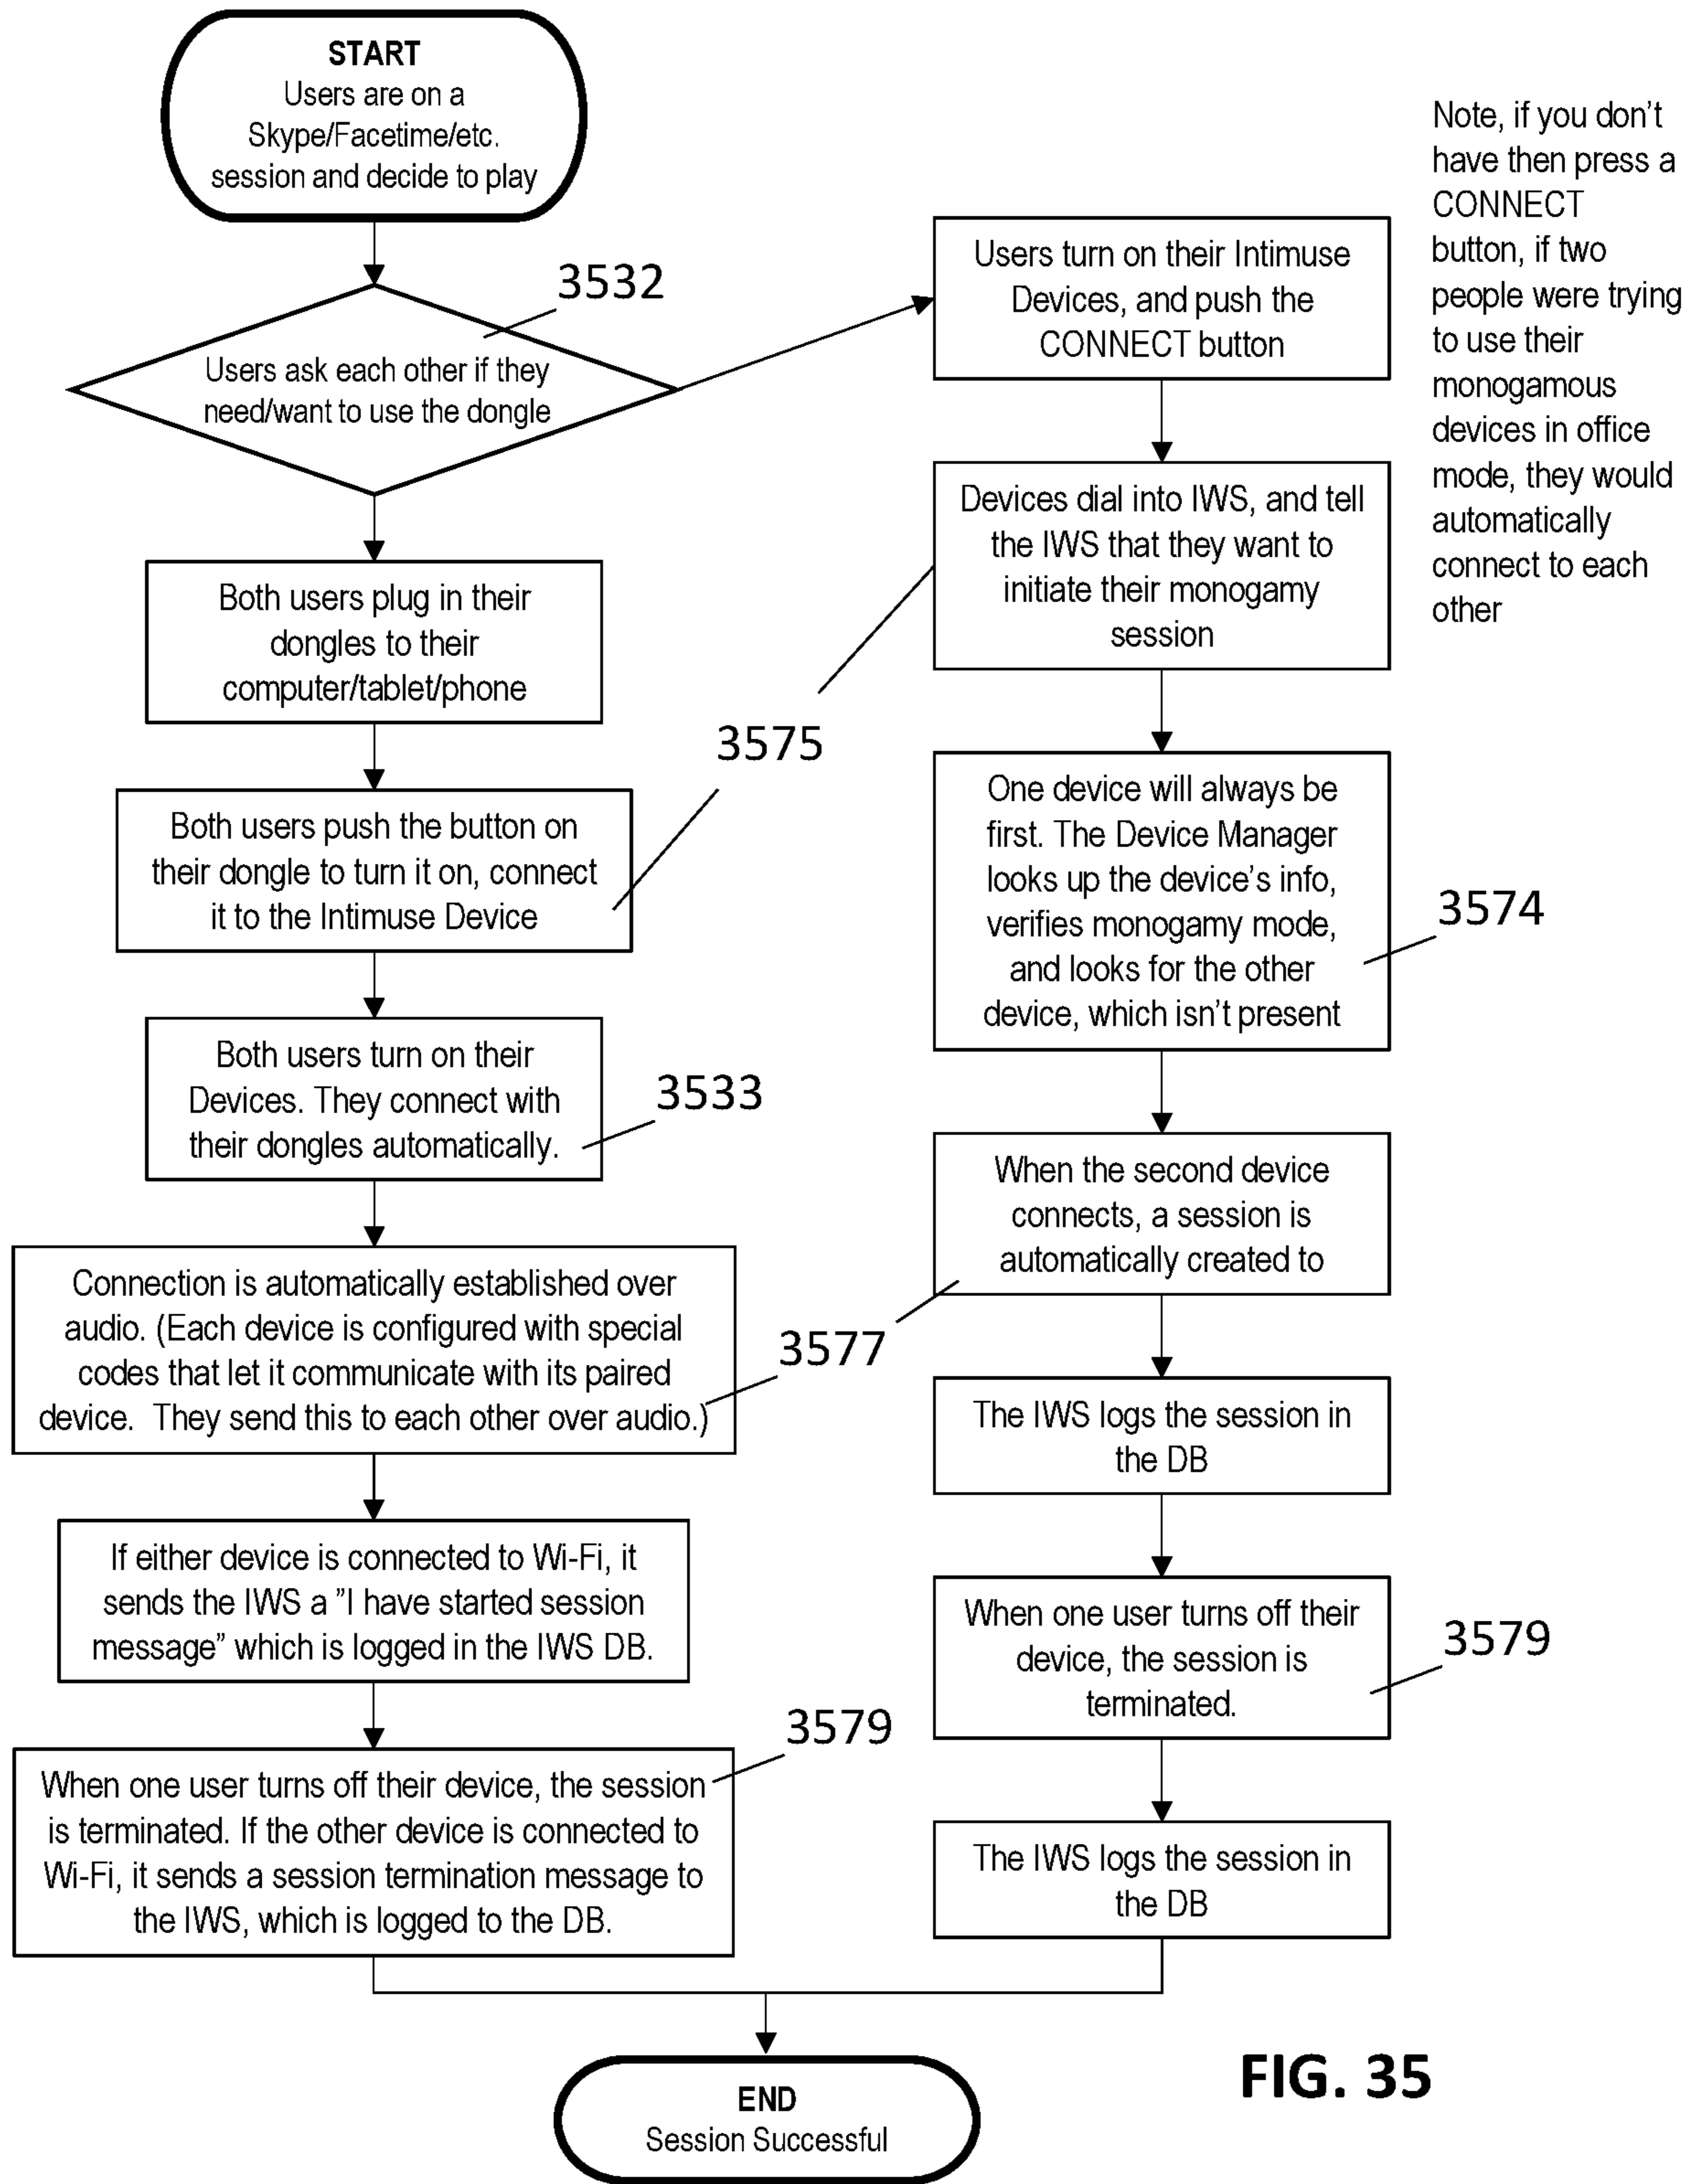 START
Users are on a
Skype/Facetime/etc.
session and decide to play
3532
Users ask each other if they
need/want to use the dongle
Both users plug in their
dongles to their
computer/tablet/phone
3575
Both users push the button on
their dongle to turn it on, connect
it to the Intimuse Device
Both users turn on their
Devices. They connect with
their dongles automatically.
3533
Connection is automatically established over
audio. (Each device is configured with special
codes that let it communicate with its paired
device. They send this to each other over audio.)
3577
If either device is connected to Wi-Fi, it
sends the IWS a "I have started session
message" which is logged in the IWS DB.
3579
When one user turns off their device, the session
is terminated. If the other device is connected to
Wi-Fi, it sends a session termination message to
the IWS, which is logged to the DB.
Users turn on their Intimuse
Devices, and push the
CONNECT button
Devices dial into IWS, and tell
the IWS that they want to
initiate their monogamy
session
One device will always be
first. The Device Manager
looks up the device's info,
verifies monogamy mode,
and looks for the other
device, which isn't present
3574
When the second device
connects, a session is
automatically created to
The IWS logs the session in
the DB
When one user turns off their
device, the session is
terminated.
3579
The IWS logs the session in
the DB
Note, if you don't
have then press a
CONNECT
button, if two
people were trying
to use their
monogamous
devices in office
mode, they would
automatically
connect to each
other
END
Session Successful
FIG. 35